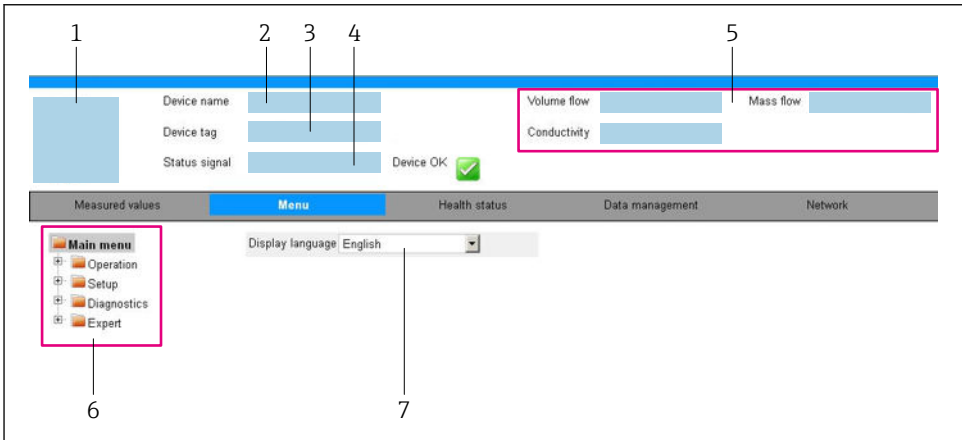 1 2 3 4 5
Device name Volume flow Mass flow
Device tag Conductivity
Status signal Device OK
Measured values Menu Health status Data management Network
Main menu Display language English
Operation
Setup
Diagnostics
Expert
6 7